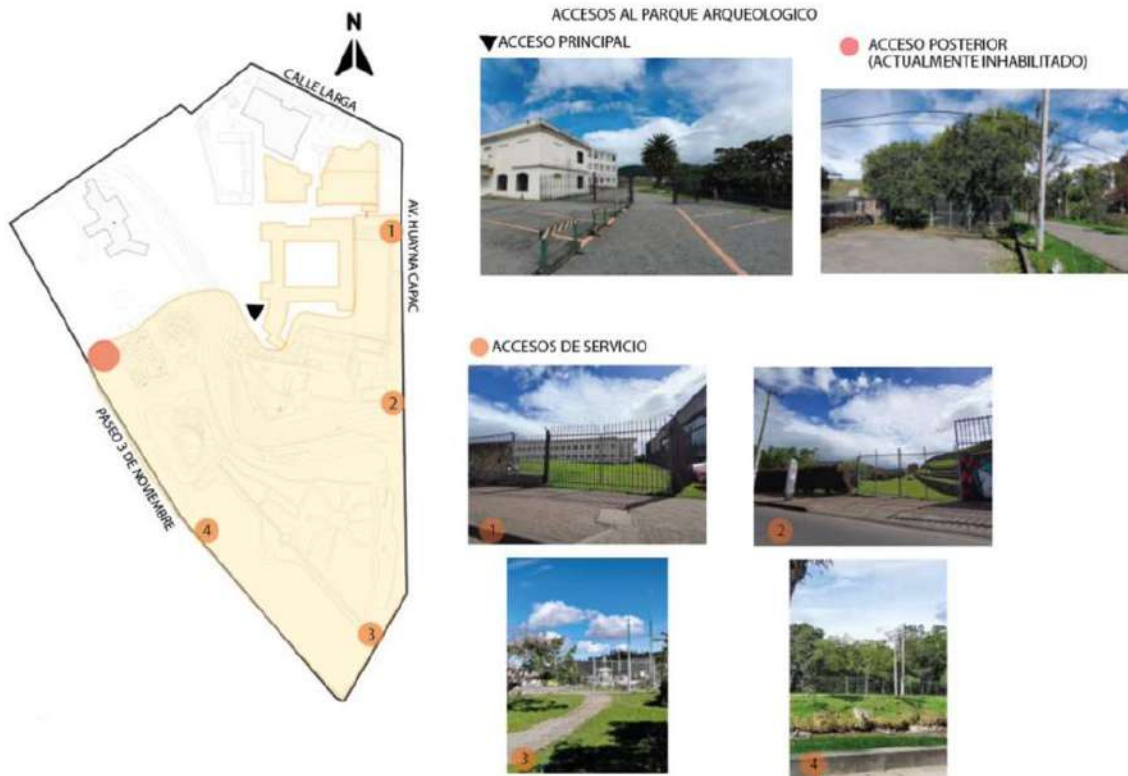 ACCESOS AL PARQUE ARQUEOLOGICO
N
CALLE LARGA
AV. HUAYNA CAPAC
PASEO 3 DE NOVIEMBRE
1
2
4
3
ACCESO PRINCIPAL
ACCESO POSTERIOR
(ACTUALMENTE INHABILITADO)
ACCESOS DE SERVICIO
1
2
3
4